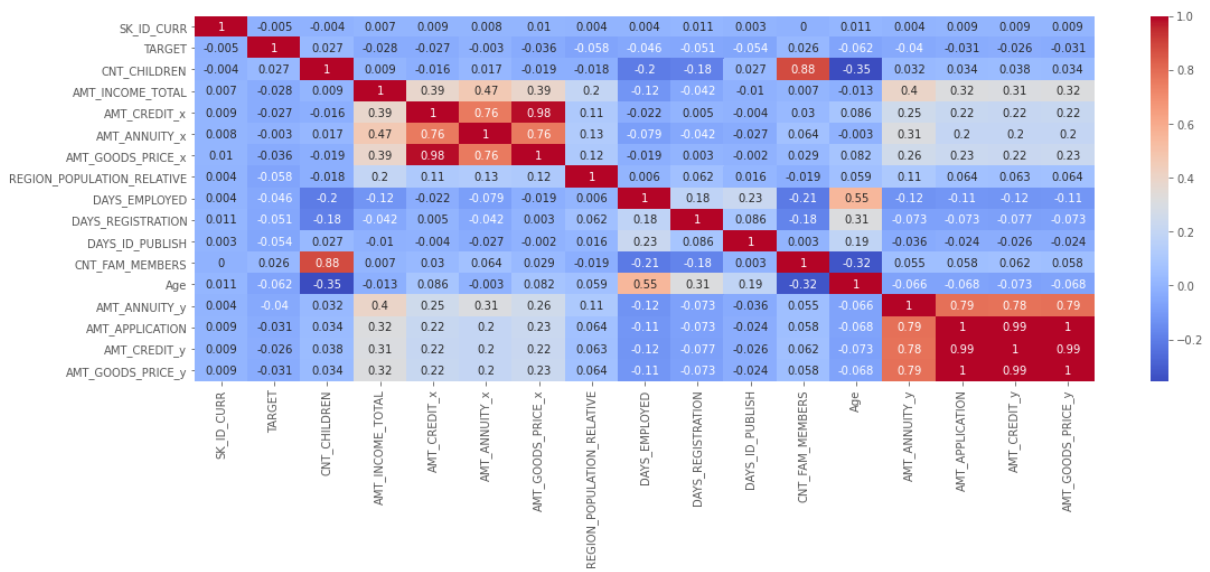 SK_ID_CURR 1 -0.005 -0.004 0.007 0.009 0.008 0.01 0.004 0.004 0.011 0.003 0 0.011 0.004 0.009 0.009 0.009
TARGET -0.005 1 0.027 -0.028 -0.027 -0.003 -0.036 -0.058 -0.046 -0.051 -0.054 0.026 -0.062 -0.04 -0.031 -0.026 -0.031
CNT_CHILDREN -0.004 0.027 1 0.009 -0.016 0.017 -0.019 -0.018 -0.2 -0.18 0.027 0.88 -0.35 0.032 0.034 0.038 0.034
AMT_INCOME_TOTAL 0.007 -0.028 0.009 1 0.39 0.47 0.39 0.2 -0.12 -0.042 -0.01 0.007 -0.013 0.4 0.32 0.31 0.32
AMT_CREDIT_x 0.009 -0.027 -0.016 0.39 1 0.76 0.98 0.11 -0.022 0.005 -0.004 0.03 0.086 0.25 0.22 0.22 0.22
AMT_ANNUITY_x 0.008 -0.003 0.017 0.47 0.76 1 0.76 0.13 -0.079 -0.042 -0.027 0.064 -0.003 0.31 0.2 0.2 0.2
AMT_GOODS_PRICE_x 0.01 -0.036 -0.019 0.39 0.98 0.76 1 0.12 -0.019 0.003 -0.002 0.029 0.082 0.26 0.23 0.22 0.23
REGION_POPULATION_RELATIVE 0.004 -0.058 -0.018 0.2 0.11 0.13 0.12 1 0.006 0.062 0.016 -0.019 0.059 0.11 0.064 0.063 0.064
DAYS_EMPLOYED 0.004 -0.046 -0.2 -0.12 -0.022 -0.079 -0.019 0.006 1 0.18 0.23 -0.21 0.55 -0.12 -0.11 -0.12 -0.11
DAYS_REGISTRATION 0.011 -0.051 -0.18 -0.042 0.005 -0.042 0.003 0.062 0.18 1 0.086 -0.18 0.31 -0.073 -0.073 -0.077 -0.073
DAYS_ID_PUBLISH 0.003 -0.054 0.027 -0.01 -0.004 -0.027 -0.002 0.016 0.23 0.086 1 0.003 0.19 -0.036 -0.024 -0.026 -0.024
CNT_FAM_MEMBERS 0 0.026 0.88 0.007 0.03 0.064 0.029 -0.019 -0.21 -0.18 0.003 1 -0.32 0.055 0.058 0.062 0.058
Age 0.011 -0.062 -0.35 -0.013 0.086 -0.003 0.082 0.059 0.55 0.31 0.19 -0.32 1 -0.066 -0.068 -0.073 -0.068
AMT_ANNUITY_y 0.004 -0.04 0.032 0.4 0.25 0.31 0.26 0.11 -0.12 -0.073 -0.036 0.055 -0.066 1 0.79 0.78 0.79
AMT_APPLICATION 0.009 -0.031 0.034 0.32 0.22 0.2 0.23 0.064 -0.11 -0.073 -0.024 0.058 -0.068 0.79 1 0.99 1
AMT_CREDIT_y 0.009 -0.026 0.038 0.31 0.22 0.2 0.22 0.063 -0.12 -0.077 -0.026 0.062 -0.073 0.78 0.99 1 0.99
AMT_GOODS_PRICE_y 0.009 -0.031 0.034 0.32 0.22 0.2 0.23 0.064 -0.11 -0.073 -0.024 0.058 -0.068 0.79 1 0.99 1
SK_ID_CURR
TARGET
CNT_CHILDREN
AMT_INCOME_TOTAL
AMT_CREDIT_x
AMT_ANNUITY_x
AMT_GOODS_PRICE_x
REGION_POPULATION_RELATIVE
DAYS_EMPLOYED
DAYS_REGISTRATION
DAYS_ID_PUBLISH
CNT_FAM_MEMBERS
Age
AMT_ANNUITY_y
AMT_APPLICATION
AMT_CREDIT_y
AMT_GOODS_PRICE_y
1.0
0.8
0.6
0.4
0.2
0.0
−0.2